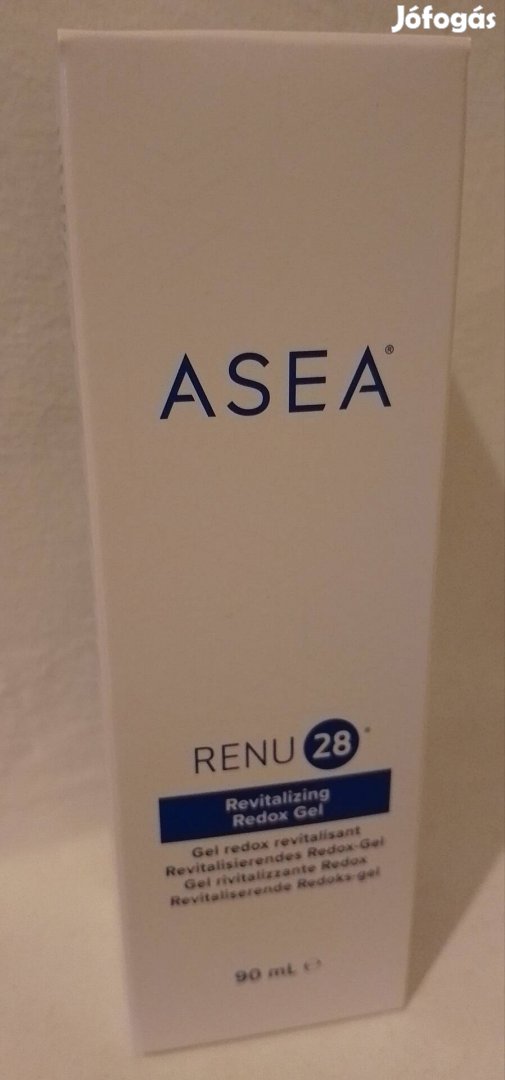 Jófogás
ASEA®
RENU 28®
Revitalizing
Redox Gel
Gel redox revitalisant
Revitalisierendes Redox-Gel
Gel rivitalizzante Redox
Revitaliserende Redoks-gel
90 mL ℮